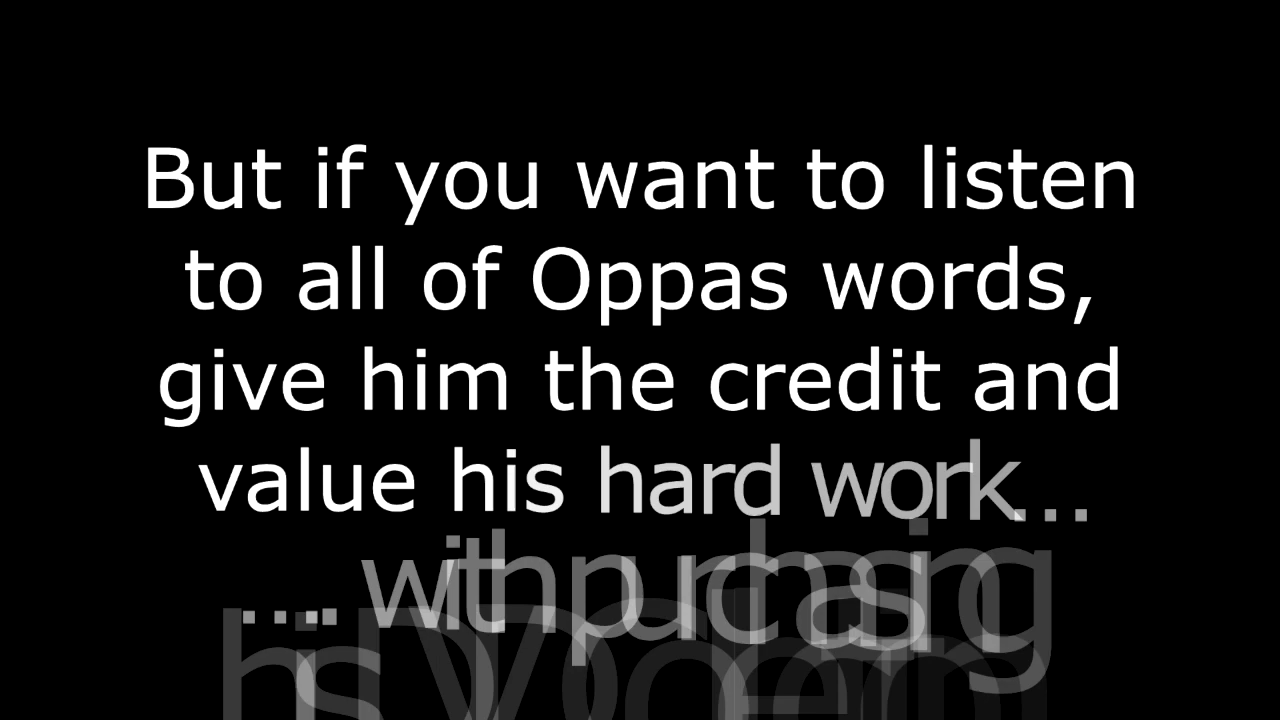 But if you want to listen
to all of Oppas words,
give him the credit and
value his hard work...
.... with purchasing
his